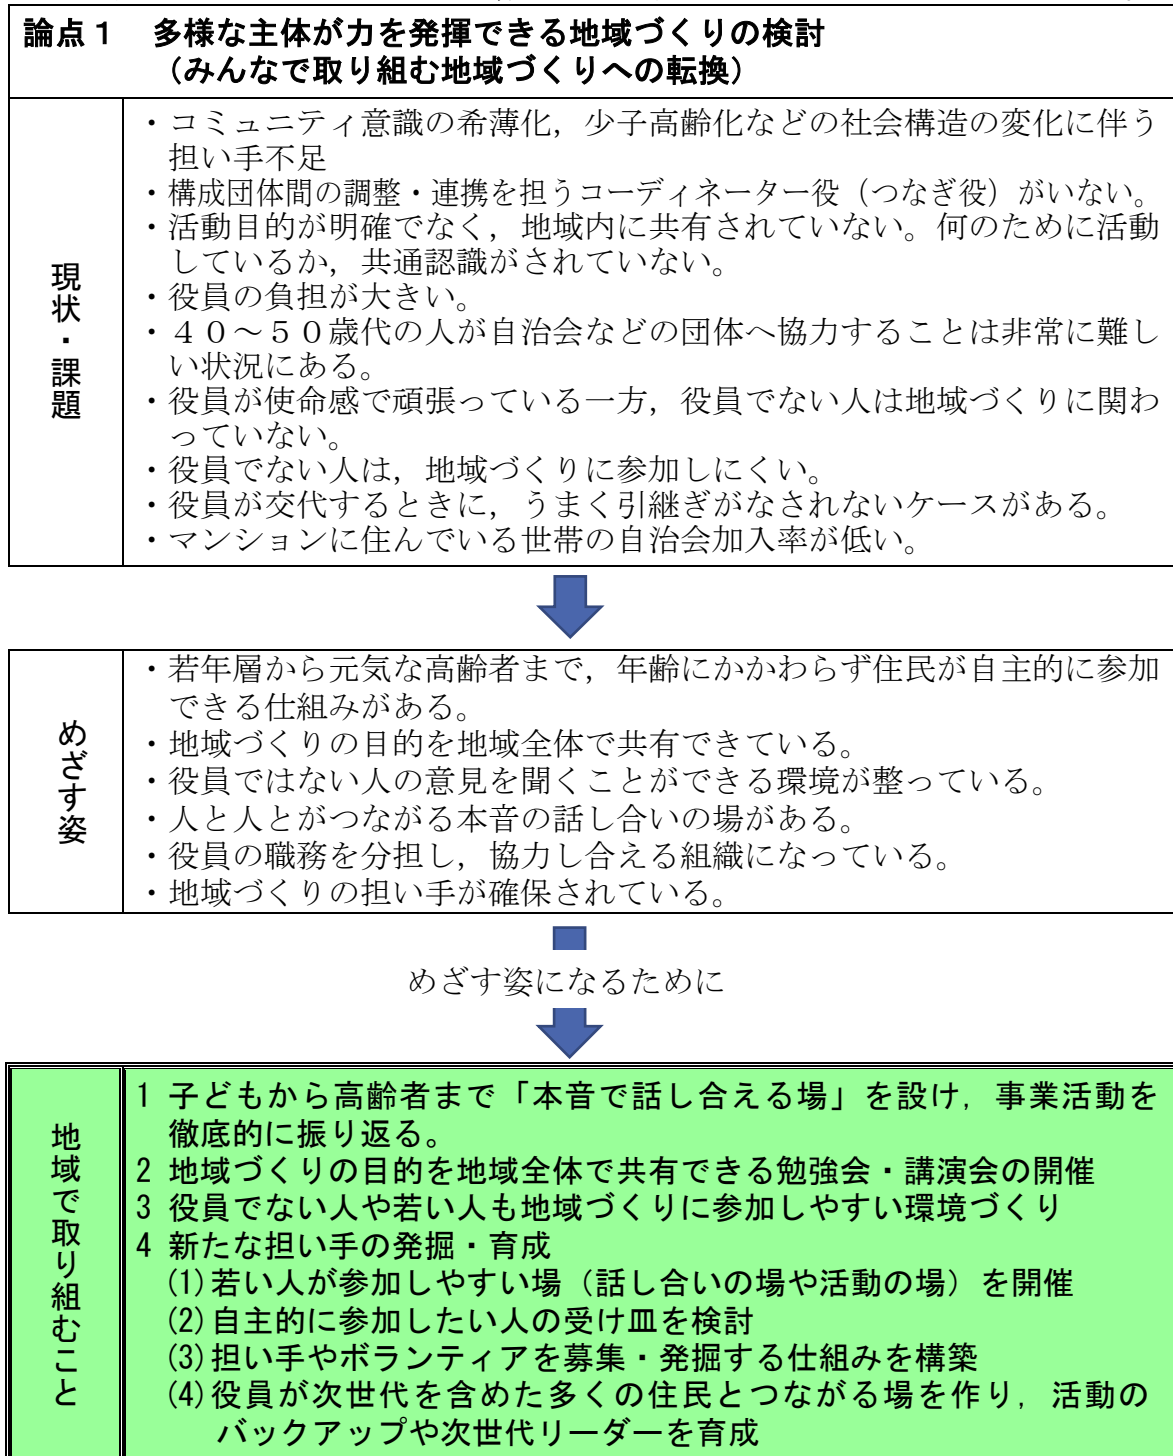 論点１　多様な主体が力を発揮できる地域づくりの検討
（みんなで取り組む地域づくりへの転換）
現状・課題
・コミュニティ意識の希薄化，少子高齢化などの社会構造の変化に伴う
担い手不足
・構成団体間の調整・連携を担うコーディネーター役（つなぎ役）がいない。
・活動目的が明確でなく，地域内に共有されていない。何のために活動
しているか，共通認識がされていない。
・役員の負担が大きい。
・４０～５０歳代の人が自治会などの団体へ協力することは非常に難し
い状況にある。
・役員が使命感で頑張っている一方，役員でない人は地域づくりに関わ
っていない。
・役員でない人は，地域づくりに参加しにくい。
・役員が交代するときに，うまく引継ぎがなされないケースがある。
・マンションに住んでいる世帯の自治会加入率が低い。
めざす姿
・若年層から元気な高齢者まで，年齢にかかわらず住民が自主的に参加
できる仕組みがある。
・地域づくりの目的を地域全体で共有できている。
・役員ではない人の意見を聞くことができる環境が整っている。
・人と人とがつながる本音の話し合いの場がある。
・役員の職務を分担し，協力し合える組織になっている。
・地域づくりの担い手が確保されている。
めざす姿になるために
地域で取り組むこと
1 子どもから高齢者まで「本音で話し合える場」を設け，事業活動を
徹底的に振り返る。
2 地域づくりの目的を地域全体で共有できる勉強会・講演会の開催
3 役員でない人や若い人も地域づくりに参加しやすい環境づくり
4 新たな担い手の発掘・育成
(1)若い人が参加しやすい場（話し合いの場や活動の場）を開催
(2)自主的に参加したい人の受け皿を検討
(3)担い手やボランティアを募集・発掘する仕組みを構築
(4)役員が次世代を含めた多くの住民とつながる場を作り，活動の
バックアップや次世代リーダーを育成